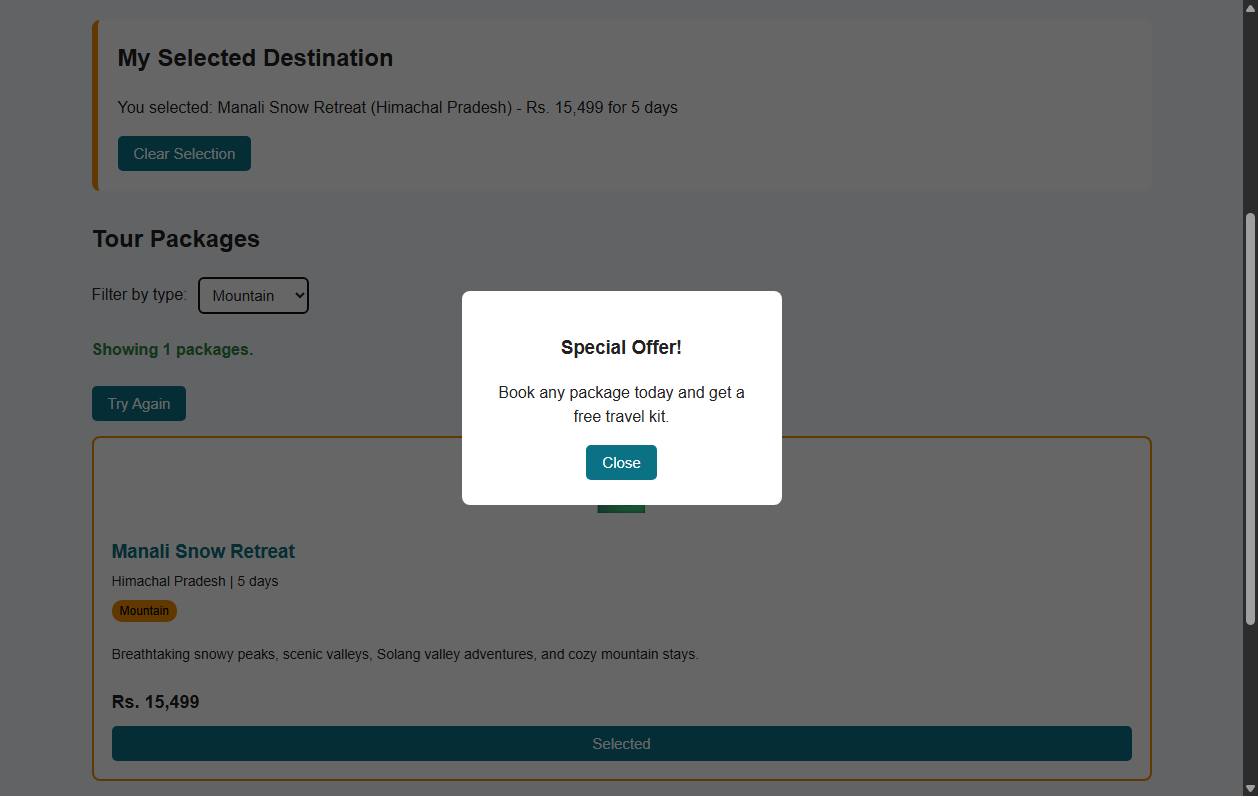 My Selected Destination
You selected: Manali Snow Retreat (Himachal Pradesh) - Rs. 15,499 for 5 days
Clear Selection
Tour Packages
Filter by type: Mountain
Showing 1 packages.
Try Again
Special Offer!
Book any package today and get a
free travel kit.
Close
Manali Snow Retreat
Himachal Pradesh | 5 days
Mountain
Breathtaking snowy peaks, scenic valleys, Solang valley adventures, and cozy mountain stays.
Rs. 15,499
Selected